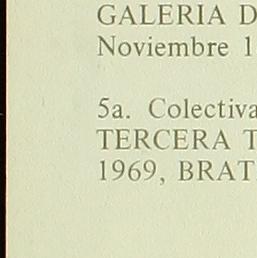 GALERIA D
Noviembre 1
5a. Colectiva
TERCERA T
1969, BRAT